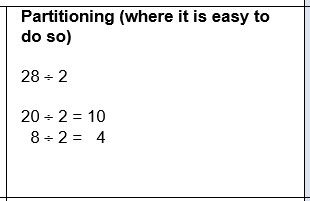 Partitioning (where it is easy to
do so)
28 ÷ 2
20 ÷ 2 = 10
8 ÷ 2 = 4